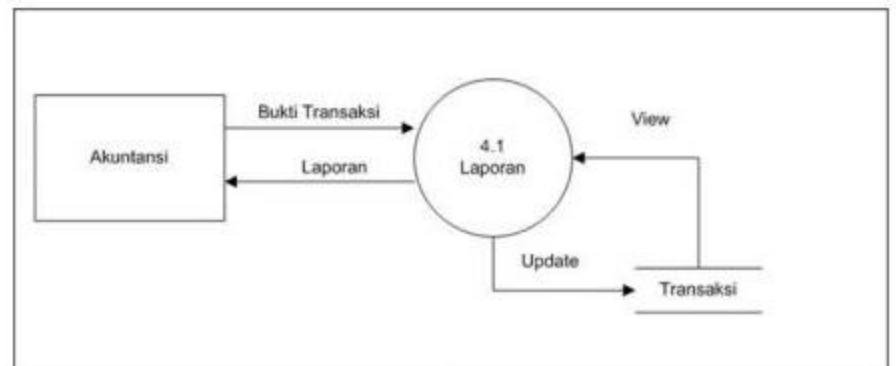 Bukti Transaksi
Akuntansi
Laporan
4.1
Laporan
View
Update
Transaksi